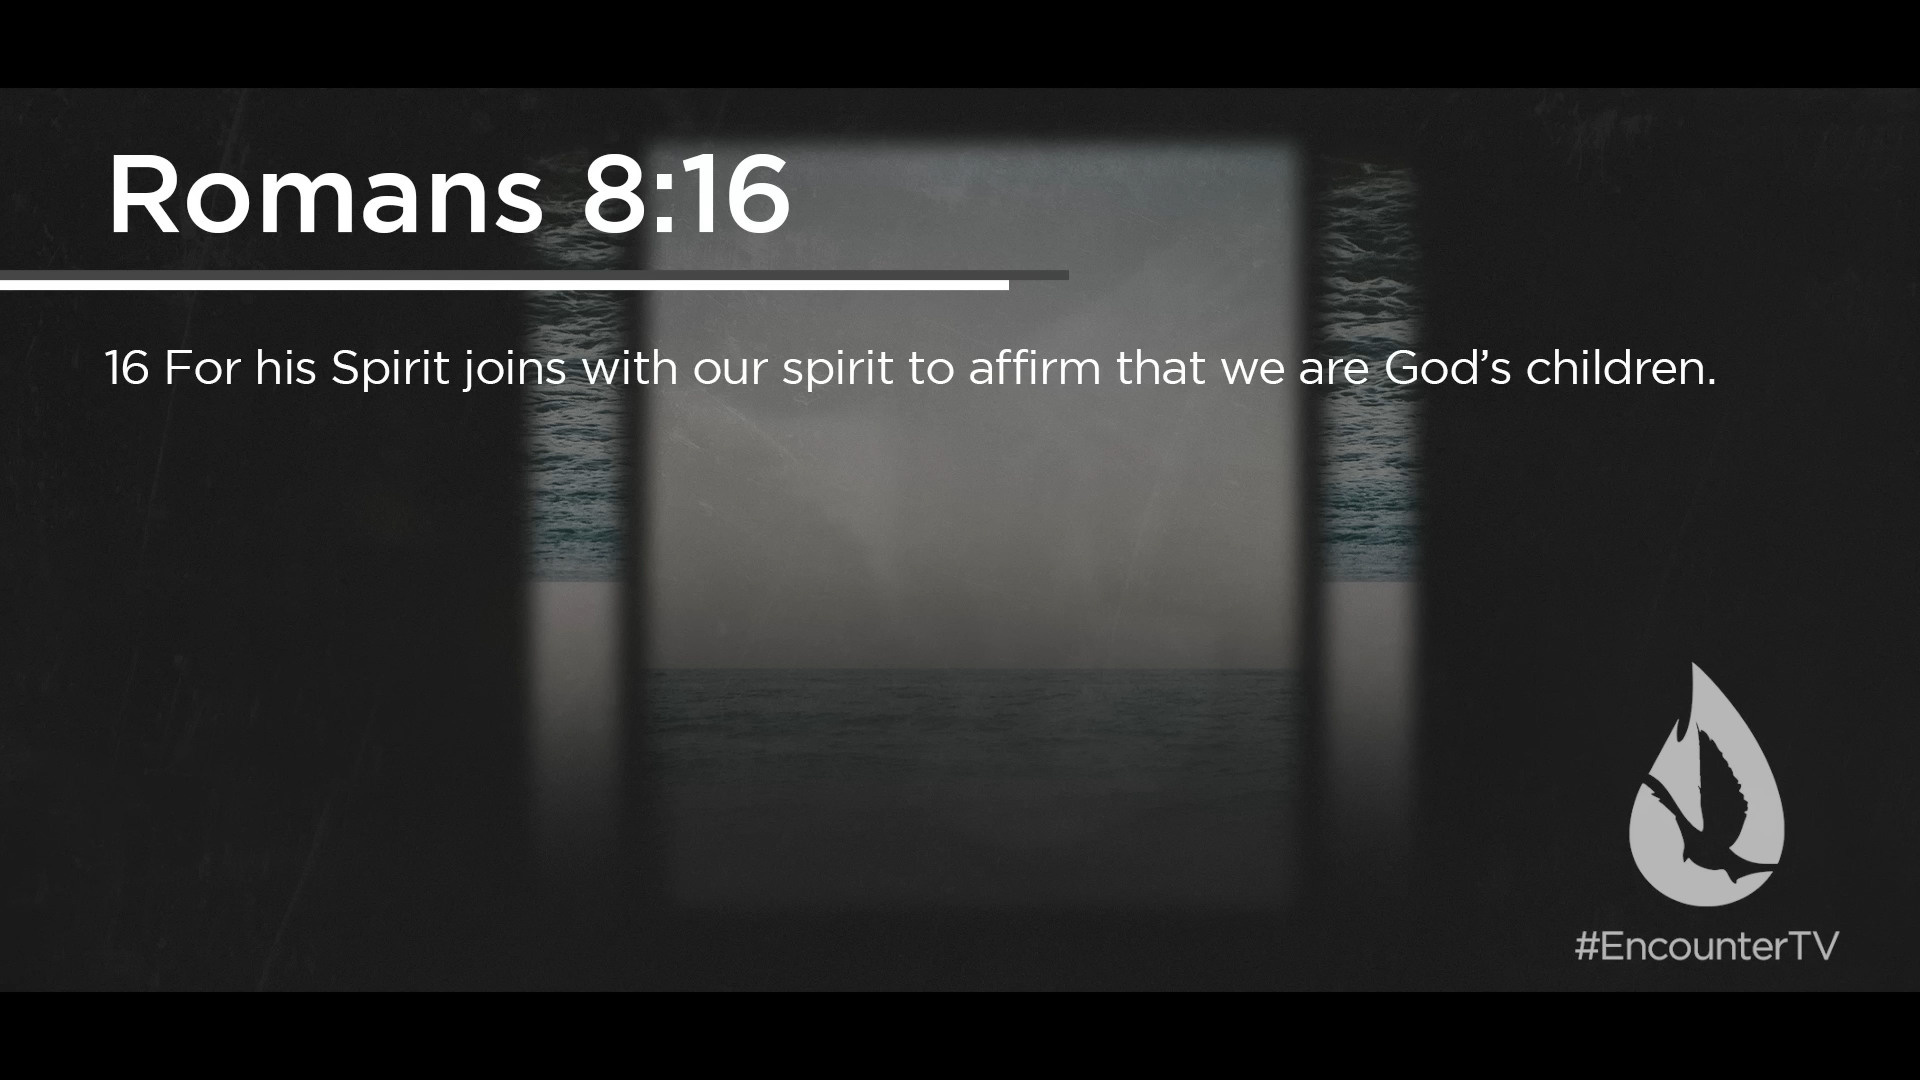 Romans 8:16
16 For his Spirit joins with our spirit to affirm that we are God’s children.
#EncounterTV